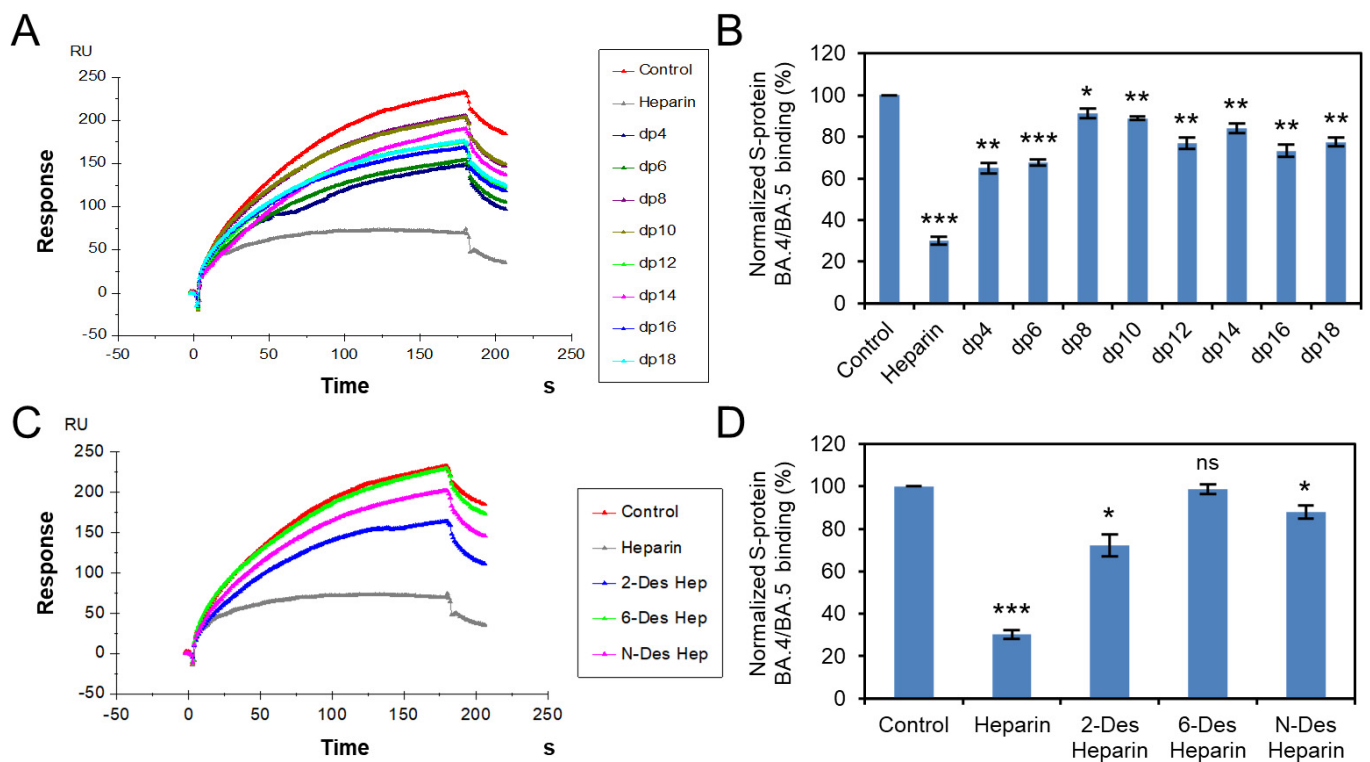 A
RU
250
200
150
100
50
0
-50
Response
-50
0
50
100
150
200
250
Time
s
Control
Heparin
dp4
dp6
dp8
dp10
dp12
dp14
dp16
dp18
B
Normalized S-protein
BA.4/BA.5 binding (%)
120
100
80
60
40
20
0
***
**
***
*
**
**
**
**
**
Control
Heparin
dp4
dp6
dp8
dp10
dp12
dp14
dp16
dp18
C
RU
250
200
150
100
50
0
-50
Response
-50
0
50
100
150
200
250
Time
s
Control
Heparin
2-Des Hep
6-Des Hep
N-Des Hep
D
Normalized S-protein
BA.4/BA.5 binding (%)
120
100
80
60
40
20
0
***
*
ns
*
Control
Heparin
2-Des
Heparin
6-Des
Heparin
N-Des
Heparin